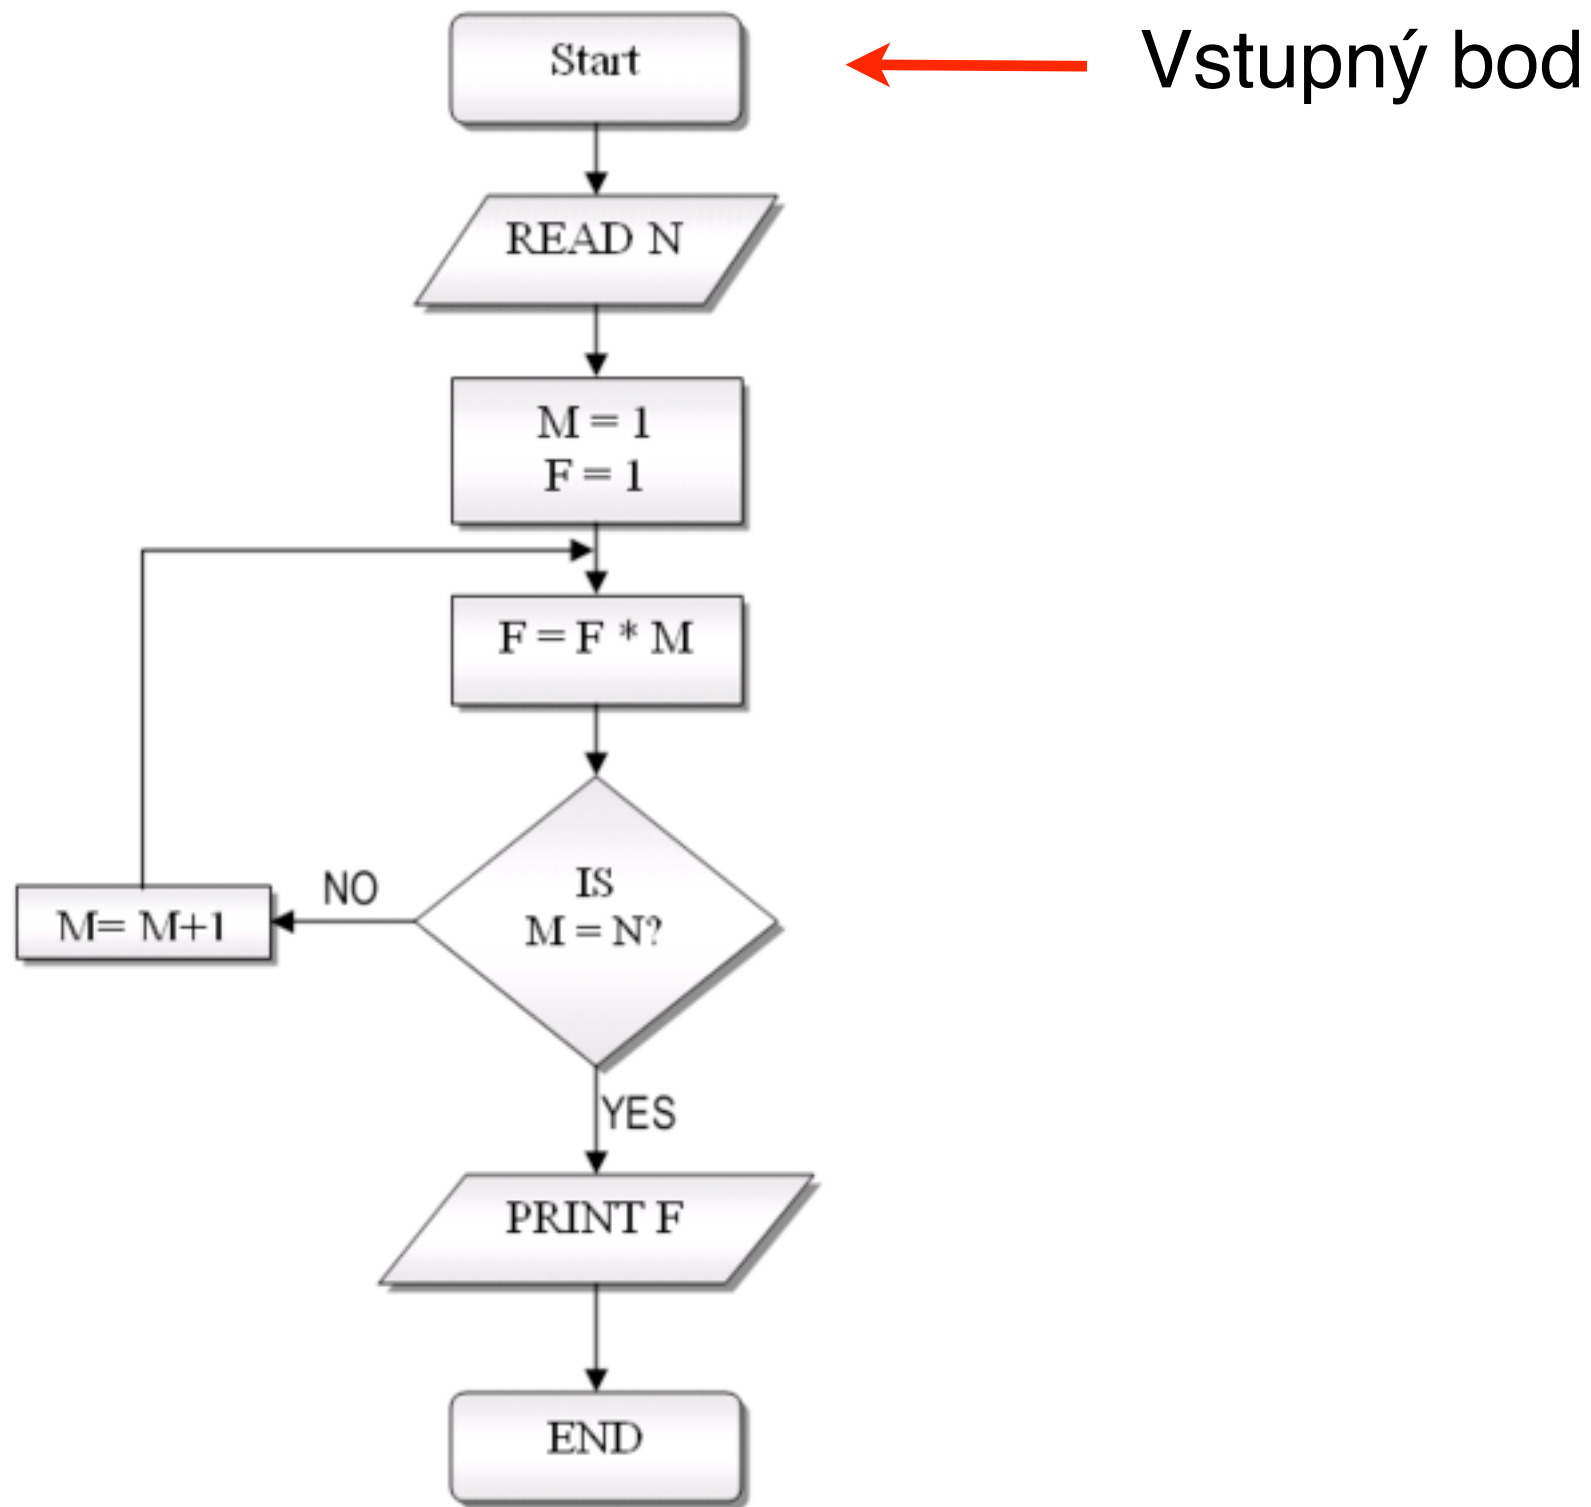 Start
Vstupný bod
READ N
M = 1
F = 1
F = F * M
IS
M = N?
NO
M= M+1
YES
PRINT F
END